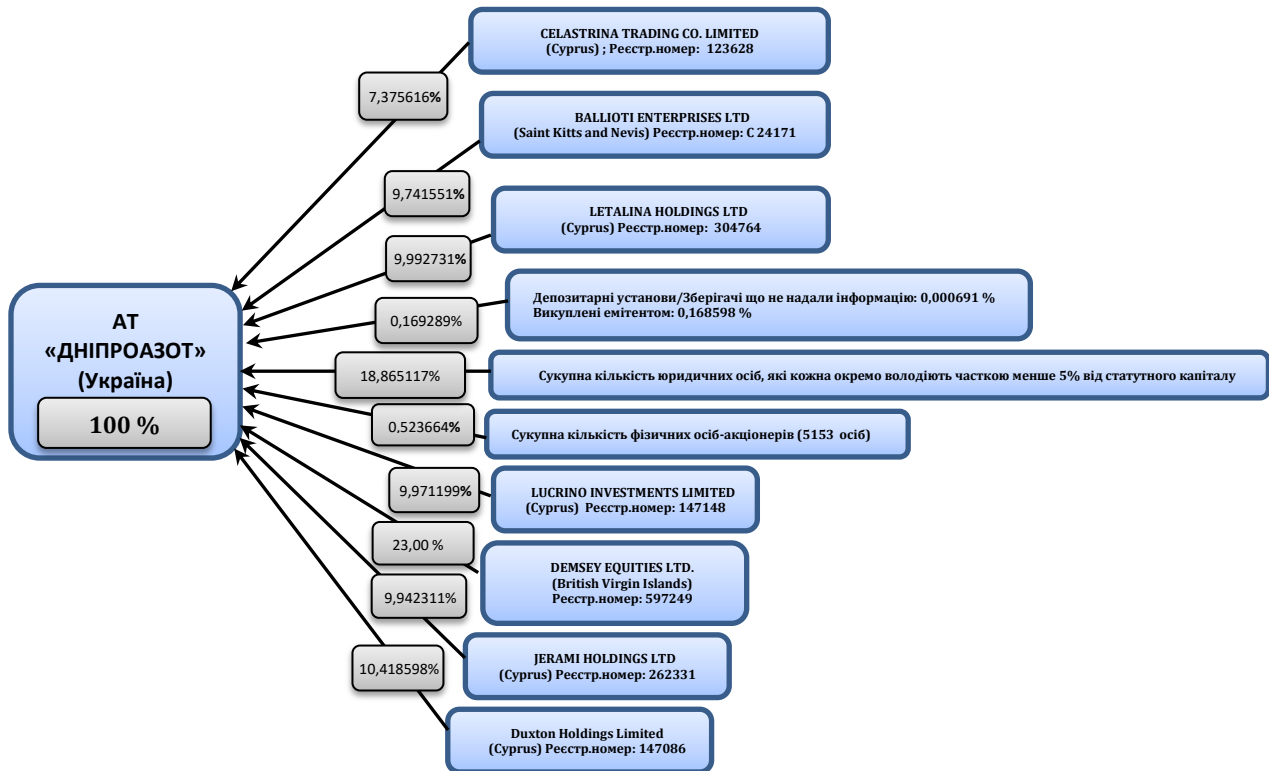 CELASTRINA TRADING CO. LIMITED
(Cyprus) ; Реєстр.номер: 123628
7,375616%
BALLIOTI ENTERPRISES LTD
(Saint Kitts and Nevis) Реєстр.номер: C 24171
9,741551%
LETALINA HOLDINGS LTD
(Cyprus) Реєстр.номер: 304764
9,992731%
Депозитарні установи/Зберігачі що не надали інформацію: 0,000691 %
Викуплені емітентом: 0,168598 %
0,169289%
АТ
«ДНІПРОАЗОТ»
(Україна)
100 %
18,865117%
Сукупна кількість юридичних осіб, які кожна окремо володіють часткою менше 5% від статутного капіталу
0,523664%
Сукупна кількість фізичних осіб-акціонерів (5153 осіб)
9,971199%
LUCRINO INVESTMENTS LIMITED
(Cyprus) Реєстр.номер: 147148
23,00 %
DEMSEY EQUITIES LTD.
(British Virgin Islands)
Реєстр.номер: 597249
9,942311%
JERAMI HOLDINGS LTD
(Cyprus) Реєстр.номер: 262331
10,418598%
Duxton Holdings Limited
(Cyprus) Реєстр.номер: 147086